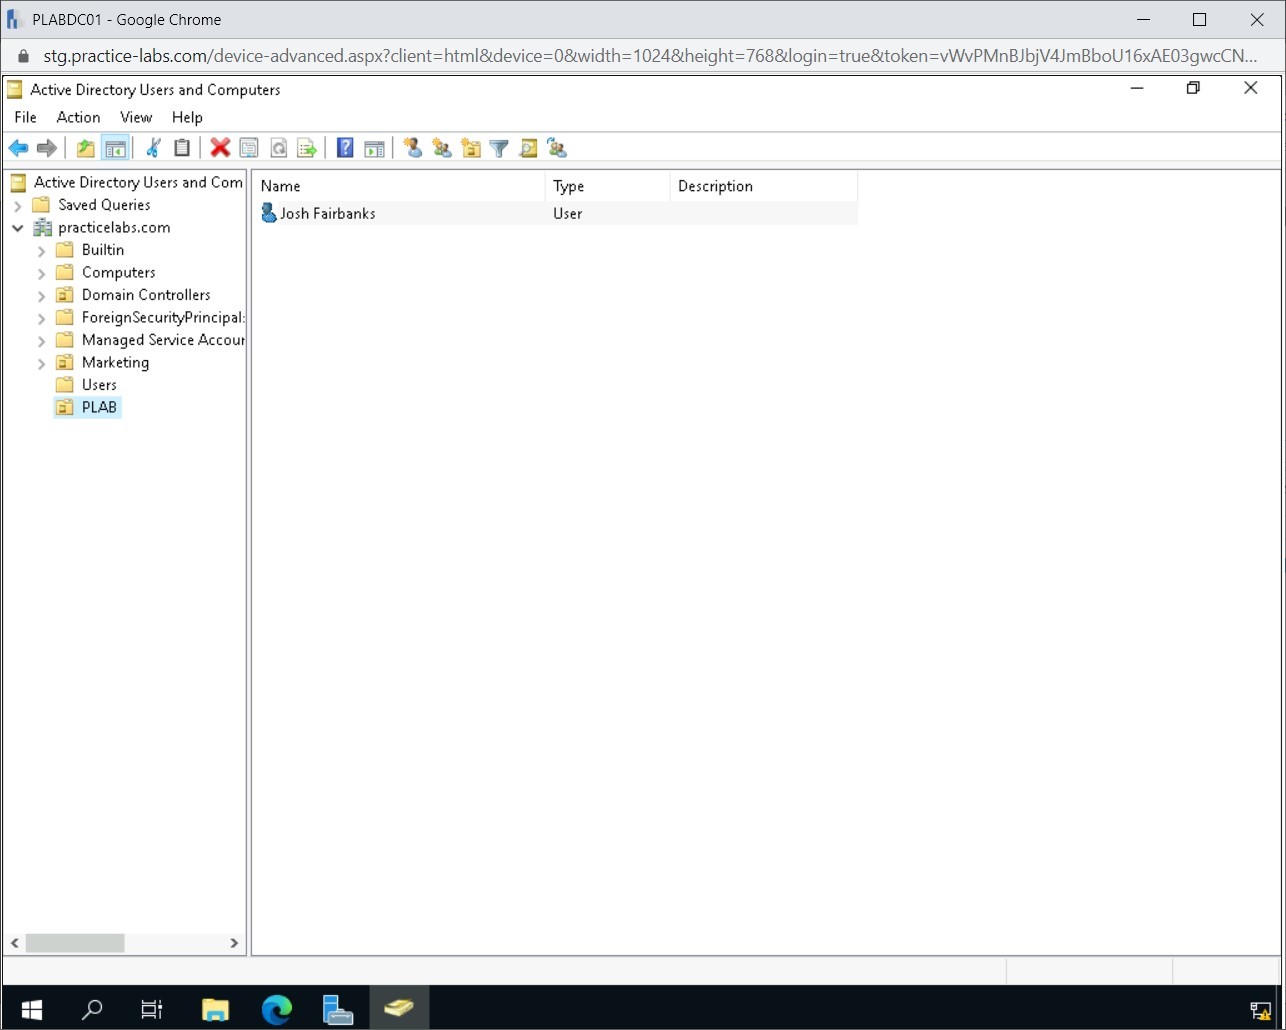 PLABDC01 - Google Chrome
stg.practice-labs.com/device-advanced.aspx?client=html&device=0&width=1024&height=768&login=true&token=vWvPMnBJbjV4JmBboU16xAE03gwcCN...
Active Directory Users and Computers
File Action View Help
Active Directory Users and Com
Saved Queries
practicelabs.com
Builtin
Computers
Domain Controllers
ForeignSecurityPrincipal:
Managed Service Accour
Marketing
Users
PLAB
Name Type Description
Josh Fairbanks User